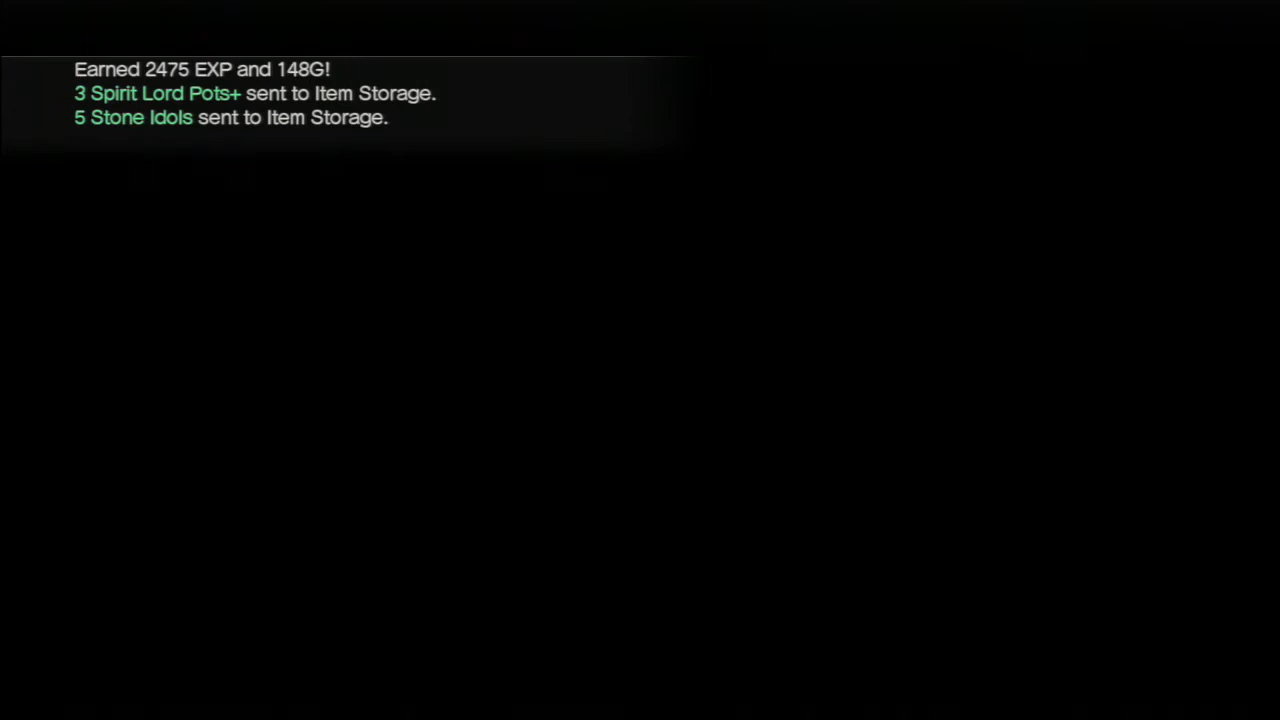 Earned 2475 EXP and 148G!
3 Spirit Lord Pots+ sent to Item Storage.
5 Stone Idols sent to Item Storage.